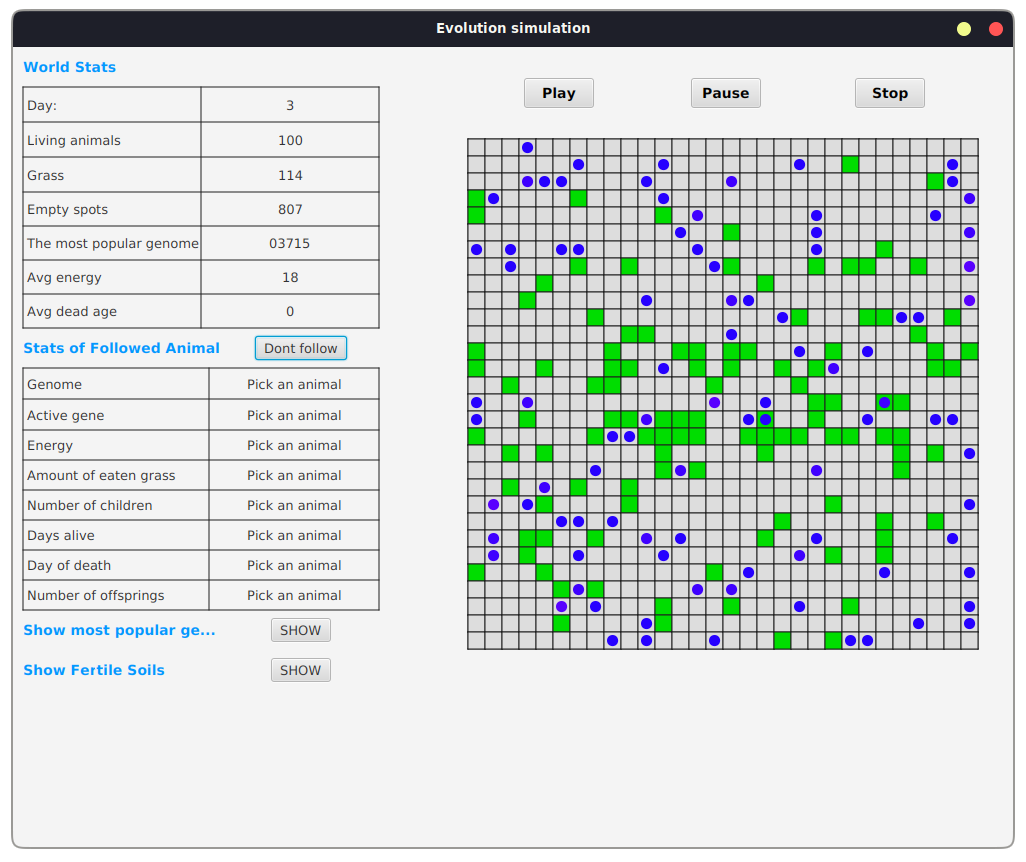 Evolution simulation
World Stats
Play Pause Stop
Day: 3
Living animals 100
Grass 114
Empty spots 807
The most popular genome 03715
Avg energy 18
Avg dead age 0
Stats of Followed Animal Dont follow
Genome Pick an animal
Active gene Pick an animal
Energy Pick an animal
Amount of eaten grass Pick an animal
Number of children Pick an animal
Days alive Pick an animal
Day of death Pick an animal
Number of offsprings Pick an animal
Show most popular ge... SHOW
Show Fertile Soils SHOW